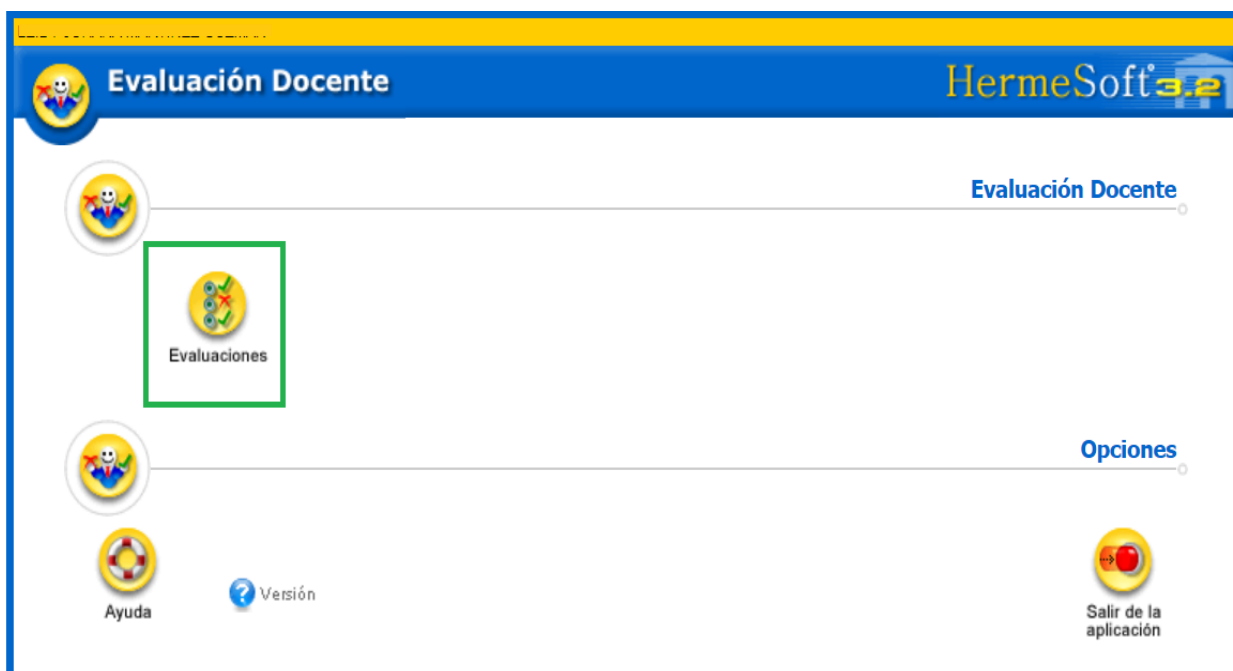 Evaluación Docente
HermeSoft 3.2
Evaluación Docente
Evaluaciones
Opciones
Ayuda
Versión
Salir de la
aplicación